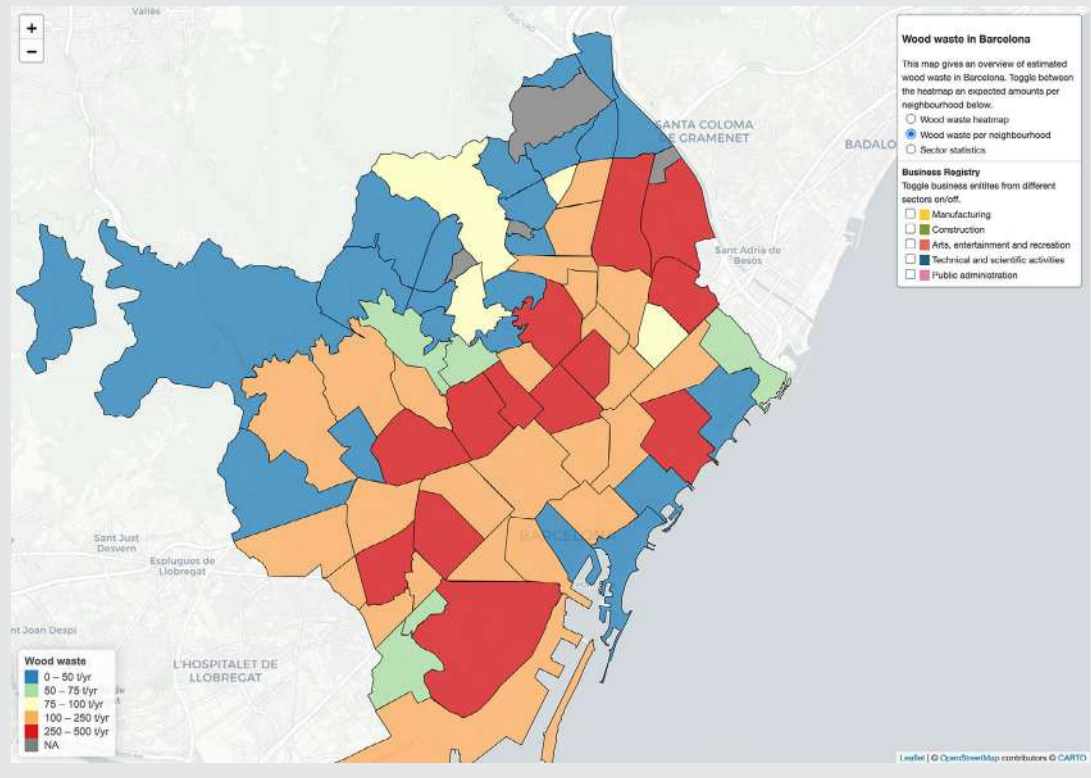 Vallès
+
−
SANTA COLOMA
DE GRAMENET
BADALO
Sant Adrià de
Besòs
Sant Just
Desvern
Esplugues de
Llobregat
BARCELONA
nt Joan Despí
L'HOSPITALET DE
LLOBREGAT
Wood waste in Barcelona
This map gives an overview of estimated
wood waste in Barcelona. Toggle between
the heatmap an expected amounts per
neighbourhood below.
Wood waste heatmap
Wood waste per neighbourhood
Sector statistics
Business Registry
Toggle business entitites from different
sectors on/off.
Manufacturing
Construction
Arts, entertainment and recreation
Technical and scientific activities
Public administration
Wood waste
0 – 50 t/yr
50 – 75 t/yr
75 – 100 t/yr
100 – 250 t/yr
250 – 500 t/yr
NA
Leaflet | © OpenStreetMap contributors © CARTO